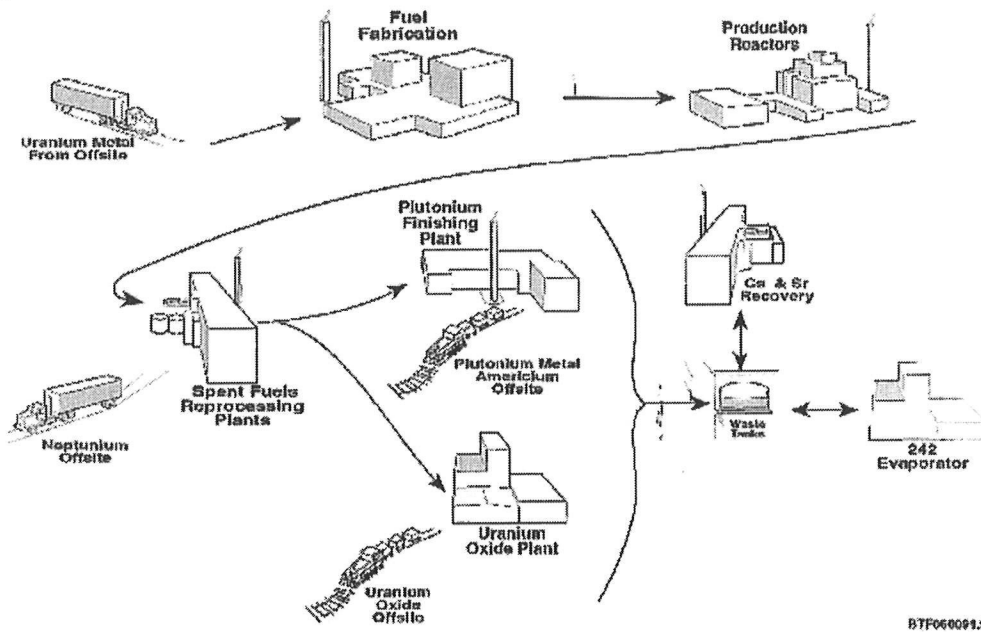 Fuel
Fabrication
Production
Reactors
Uranium Metal
From Offsite
Plutonium
Finishing
Plant
Cs & Sr
Recovery
Spent Fuels
Reprocessing
Plants
Plutonium Metal
Americium
Offsite
Neptunium
Offsite
Waste
Tanks
242
Evaporator
Uranium
Oxide Plant
Uranium
Oxide
Offsite